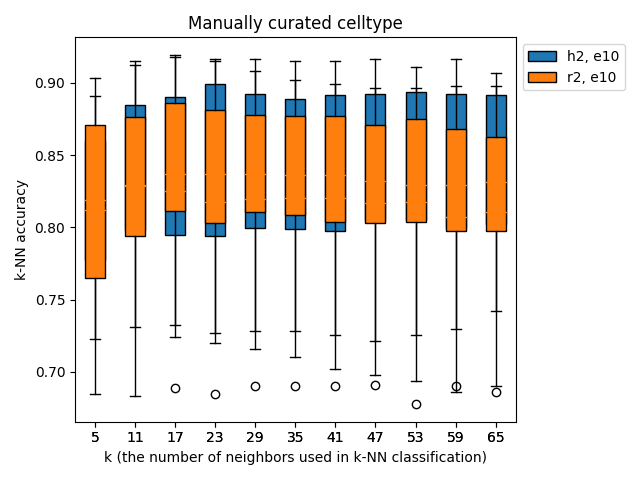 Manually curated celltype
h2, e10
r2, e10
k-NN accuracy
0.90
0.85
0.80
0.75
0.70
5 11 17 23 29 35 41 47 53 59 65
k (the number of neighbors used in k-NN classification)